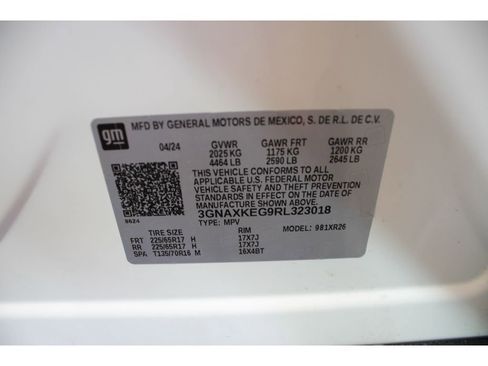 gm
MFD BY GENERAL MOTORS DE MEXICO, S. DE R.L. DE C.V.
04/24 GVWR GAWR FRT GAWR RR
2025 KG 1175 KG 1200 KG
4464 LB 2590 LB 2645 LB
THIS VEHICLE CONFORMS TO ALL
APPLICABLE U.S. FEDERAL MOTOR
VEHICLE SAFETY AND THEFT PREVENTION
STANDARDS IN EFFECT ON THE DATE OF
MANUFACTURE SHOWN ABOVE.
3GNAXKEG9RL323018
8624 TYPE: MPV MODEL: 981XR26
TIRE SIZE RIM
FRT 225/65R17 H 17X7J
RR 225/65R17 H 17X7J
SPA T135/70R16 M 16X4BT